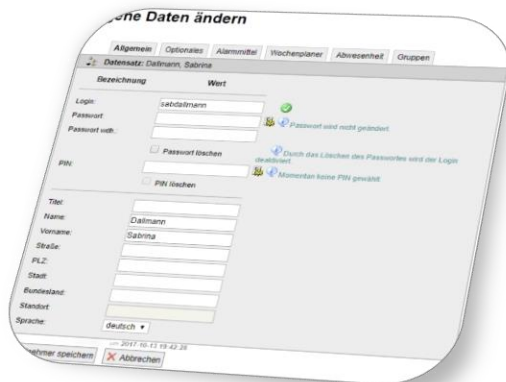 ene Daten ändern
Allgemein Optionales Alarmmittel Wochenplaner Abwesenheit Gruppen
Datensatz: Dallmann, Sabrina
Bezeichnung Wert
Login: sabdallmann
Passwort Passwort wird nicht geändert
Passwort wdh.:
Passwort löschen Durch das Löschen des Passwortes wird der Login
deaktiviert
PIN: Momentan keine PIN gewählt
PIN löschen
Titel:
Name: Dallmann
Vorname: Sabrina
Straße:
PLZ:
Stadt:
Bundesland:
Standort
Sprache: deutsch
2017-10-13 19:42:28
nehmer speichern Abbrechen